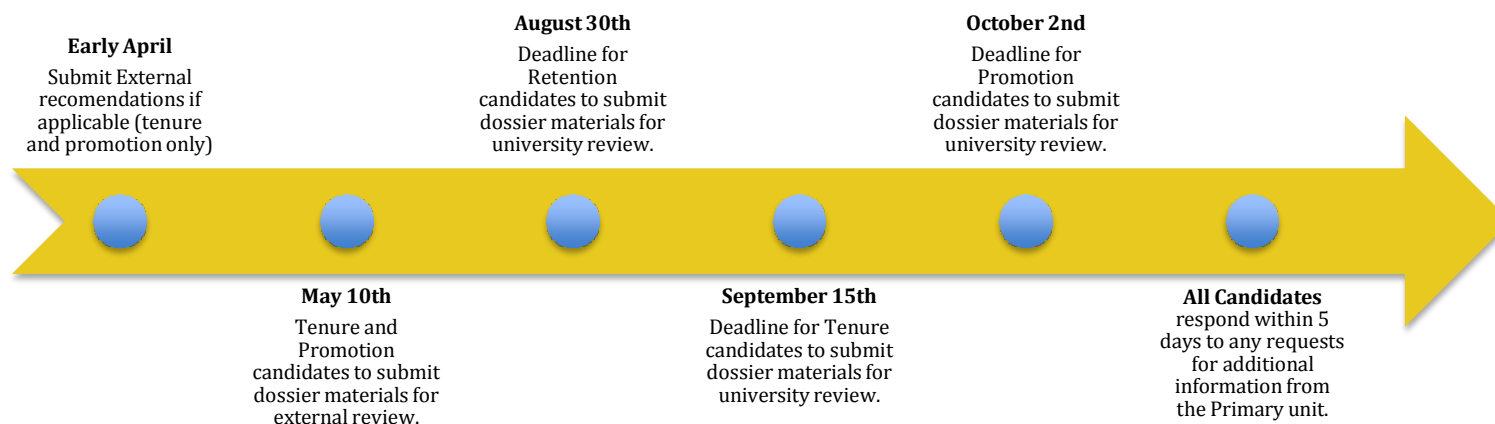 Early April
Submit External
recomendations if
applicable (tenure
and promotion only)
May 10th
Tenure and
Promotion
candidates to submit
dossier materials for
external review.
August 30th
Deadline for
Retention
candidates to submit
dossier materials for
university review.
September 15th
Deadline for Tenure
candidates to submit
dossier materials for
university review.
October 2nd
Deadline for
Promotion
candidates to submit
dossier materials for
university review.
All Candidates
respond within 5
days to any requests
for additional
information from
the Primary unit.